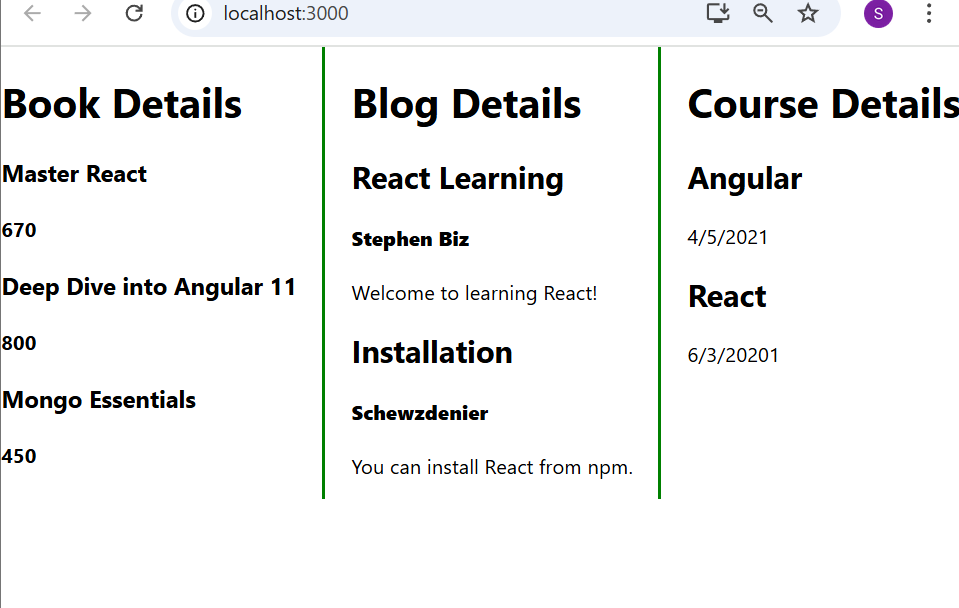 localhost:3000
S
Book Details
Master React
670
Deep Dive into Angular 11
800
Mongo Essentials
450
Blog Details
React Learning
Stephen Biz
Welcome to learning React!
Installation
Schewzdenier
You can install React from npm.
Course Details
Angular
4/5/2021
React
6/3/20201